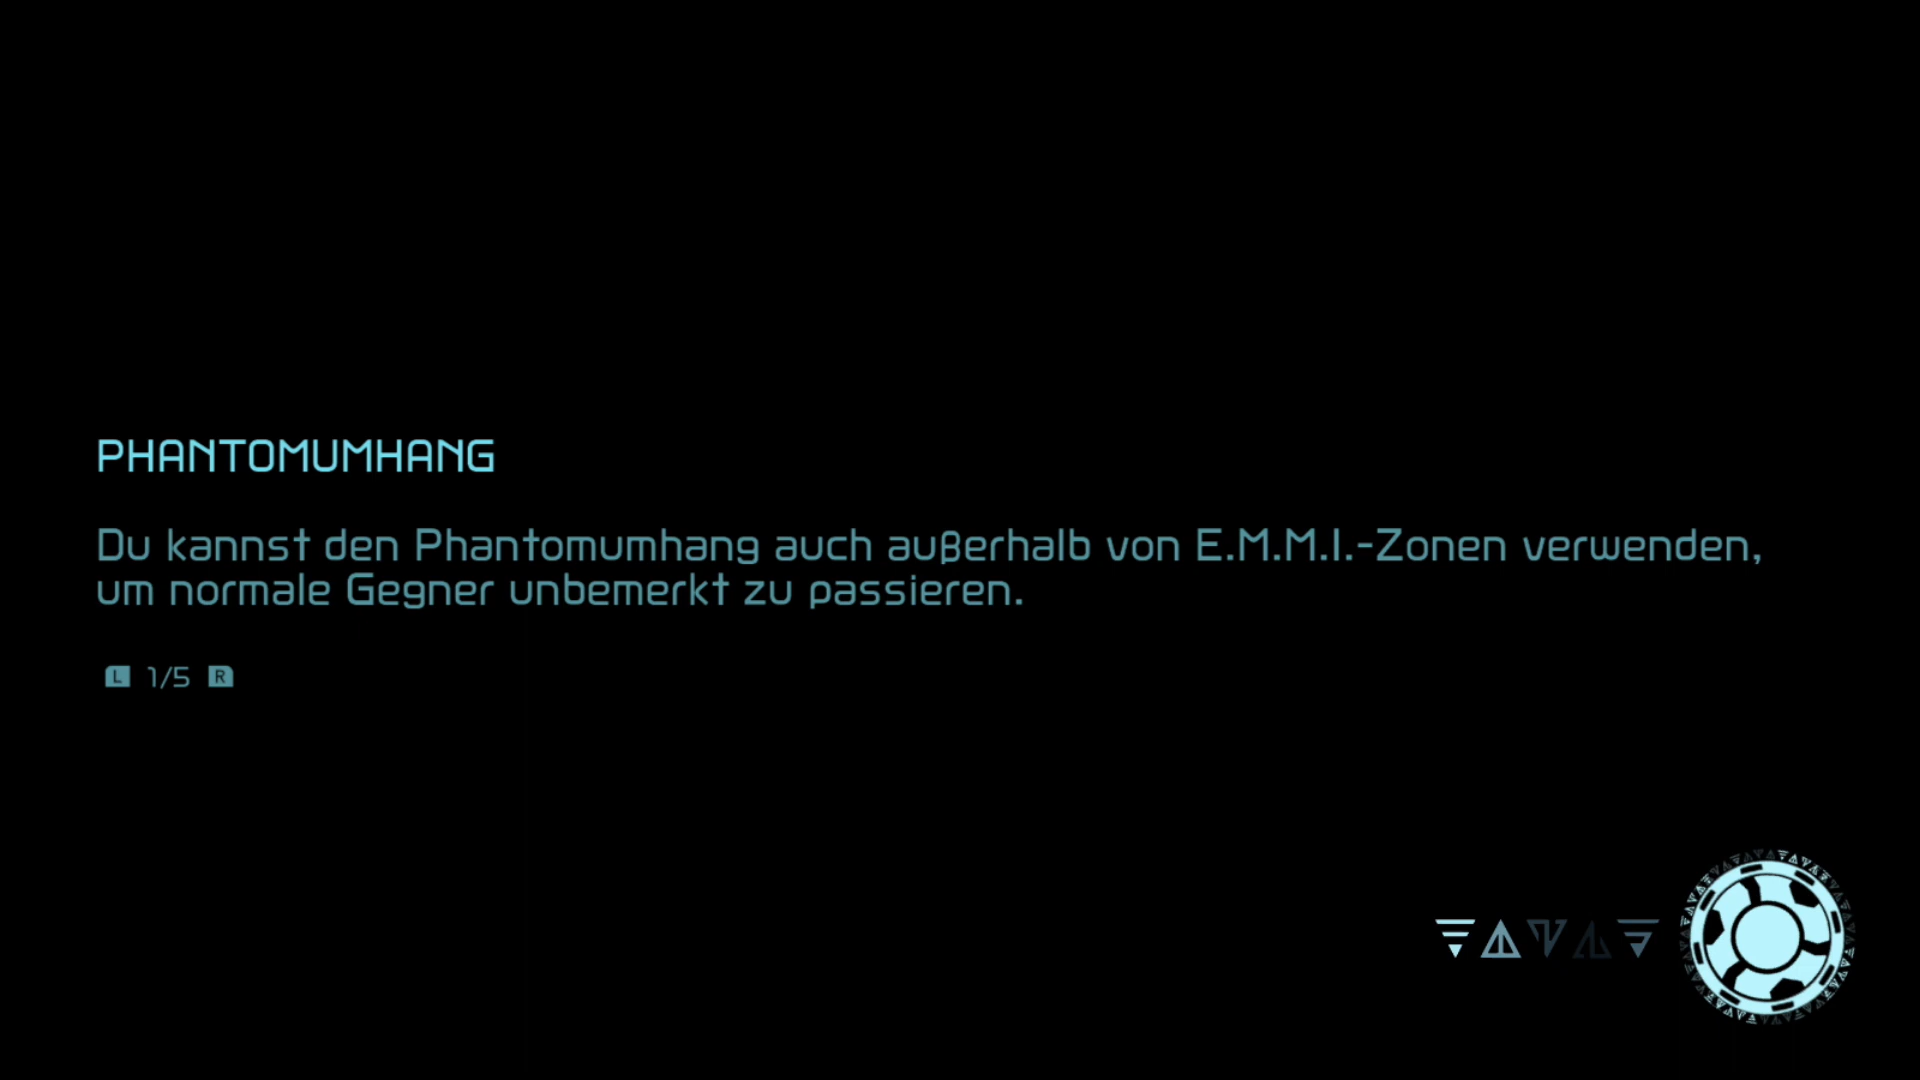 PHANTOMUMHANG
Du kannst den Phantomumhang auch außerhalb von E.M.M.I.-Zonen verwenden,
um normale Gegner unbemerkt zu passieren.
L 1/5 R